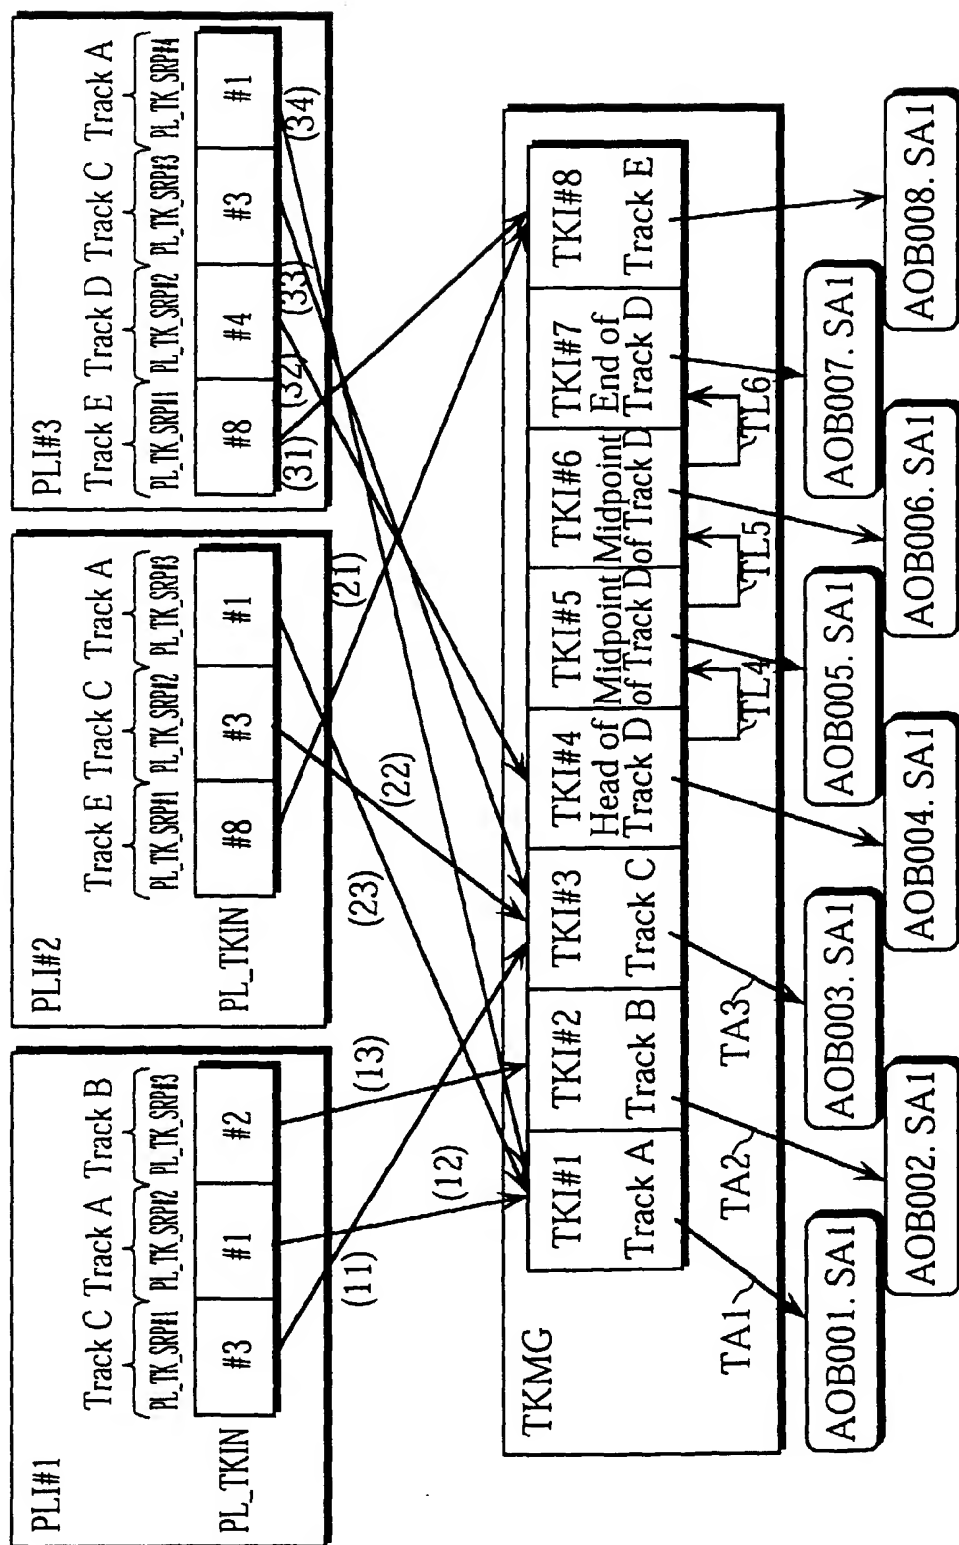 PLI#1
Track C Track A Track B
PL_TK_SRP#1 PL_TK_SRP#2 PL_TK_SRP#3
PL_TKIN
#3 #1 #2
PLI#2
Track E Track C Track A
PL_TK_SRP#1 PL_TK_SRP#2 PL_TK_SRP#3
PL_TKIN
#8 #3 #1
PLI#3
Track E Track D Track C Track A
PL_TK_SRP#1 PL_TK_SRP#2 PL_TK_SRP#3 PL_TK_SRP#4
#8 #4 #3 #1
(11) (12) (13)
(23) (22) (21)
(31) (32) (33) (34)
TKMG
TKI#1
Track A
TKI#2
Track B
TKI#3
Track C
TKI#4
Head of
Track D
TKI#5
Midpoint
of Track D
TKI#6
Midpoint
of Track D
TKI#7
End of
Track D
TKI#8
Track E
TA1 TA2 TA3 TL4 TL5 TL6
AOB001. SA1
AOB002. SA1
AOB003. SA1
AOB004. SA1
AOB005. SA1
AOB006. SA1
AOB007. SA1
AOB008. SA1